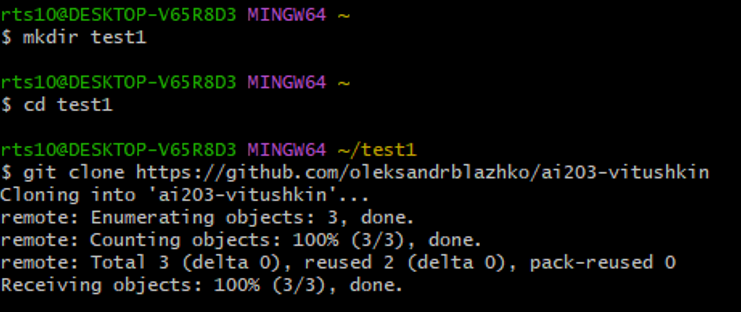 rts10@DESKTOP-V65R8D3 MINGW64 ~
$ mkdir test1
rts10@DESKTOP-V65R8D3 MINGW64 ~
$ cd test1
rts10@DESKTOP-V65R8D3 MINGW64 ~/test1
$ git clone https://github.com/oleksandrblazhko/ai203-vitushkin
Cloning into 'ai203-vitushkin'...
remote: Enumerating objects: 3, done.
remote: Counting objects: 100% (3/3), done.
remote: Total 3 (delta 0), reused 2 (delta 0), pack-reused 0
Receiving objects: 100% (3/3), done.